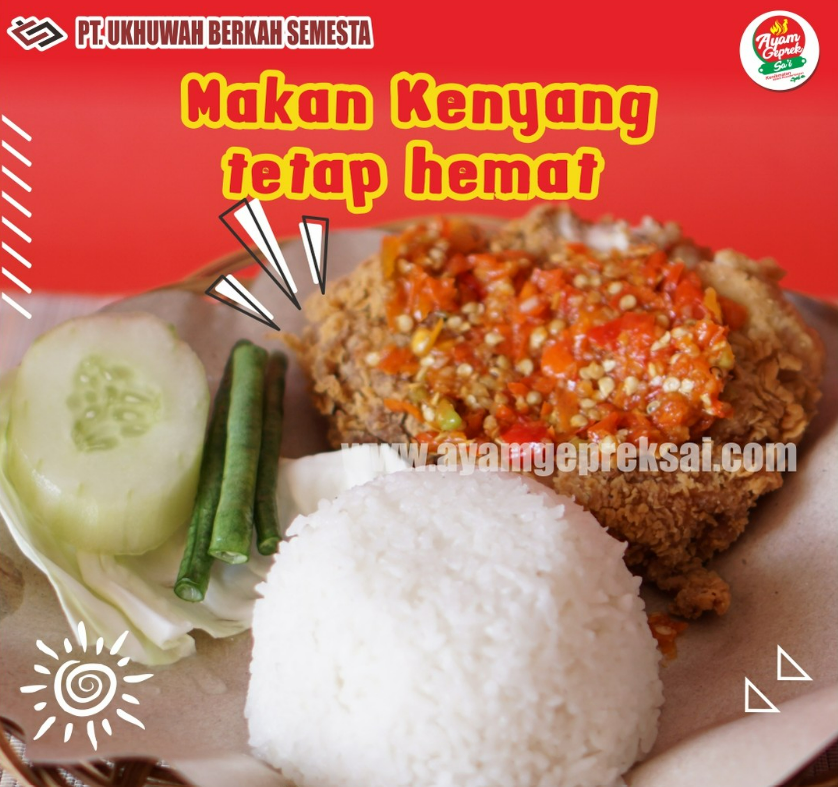 PT. UKHUWAH BERKAH SEMESTA
Ayam
Geprek
Sa'i
Makan Kenyang
tetap hemat
www.ayamgepreksai.com